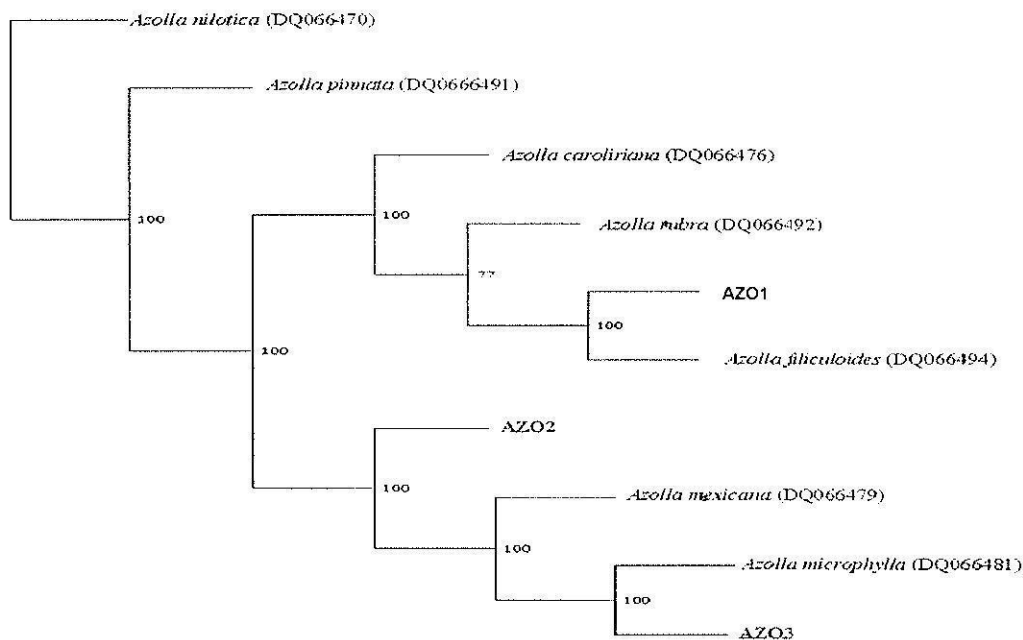 Azolla nilotica (DQ066470)
Azolla pinnata (DQ0666491)
Azolla caroliriana (DQ066476)
100
100
Azolla rubra (DQ066492)
77
AZO1
100
100
Azolla filiculoides (DQ066494)
AZO2
100
Azolla mexicana (DQ066479)
100
Azolla microphylla (DQ066481)
100
AZO3